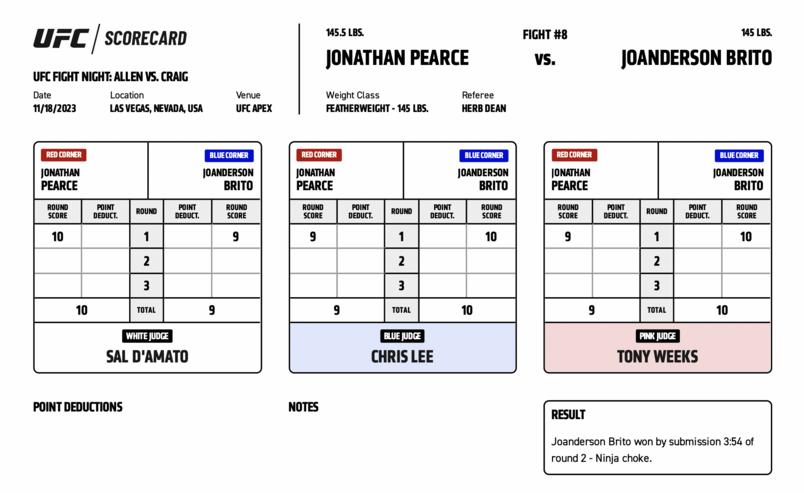 UFC / SCORECARD
UFC FIGHT NIGHT: ALLEN VS. CRAIG
Date Location Venue
11/18/2023 LAS VEGAS, NEVADA, USA UFC APEX
145.5 LBS. FIGHT #8 145 LBS.
JONATHAN PEARCE vs. JOANDERSON BRITO
Weight Class Referee
FEATHERWEIGHT - 145 LBS. HERB DEAN
RED CORNER BLUE CORNER
JONATHAN JOANDERSON
PEARCE BRITO
ROUND POINT ROUND POINT ROUND
SCORE DEDUCT. DEDUCT. SCORE
10 1 9
2
3
10 TOTAL 9
WHITE JUDGE
SAL D'AMATO
RED CORNER BLUE CORNER
JONATHAN JOANDERSON
PEARCE BRITO
ROUND POINT ROUND POINT ROUND
SCORE DEDUCT. DEDUCT. SCORE
9 1 10
2
3
9 TOTAL 10
BLUE JUDGE
CHRIS LEE
RED CORNER BLUE CORNER
JONATHAN JOANDERSON
PEARCE BRITO
ROUND POINT ROUND POINT ROUND
SCORE DEDUCT. DEDUCT. SCORE
9 1 10
2
3
9 TOTAL 10
PINK JUDGE
TONY WEEKS
POINT DEDUCTIONS
NOTES
RESULT
Joanderson Brito won by submission 3:54 of
round 2 - Ninja choke.